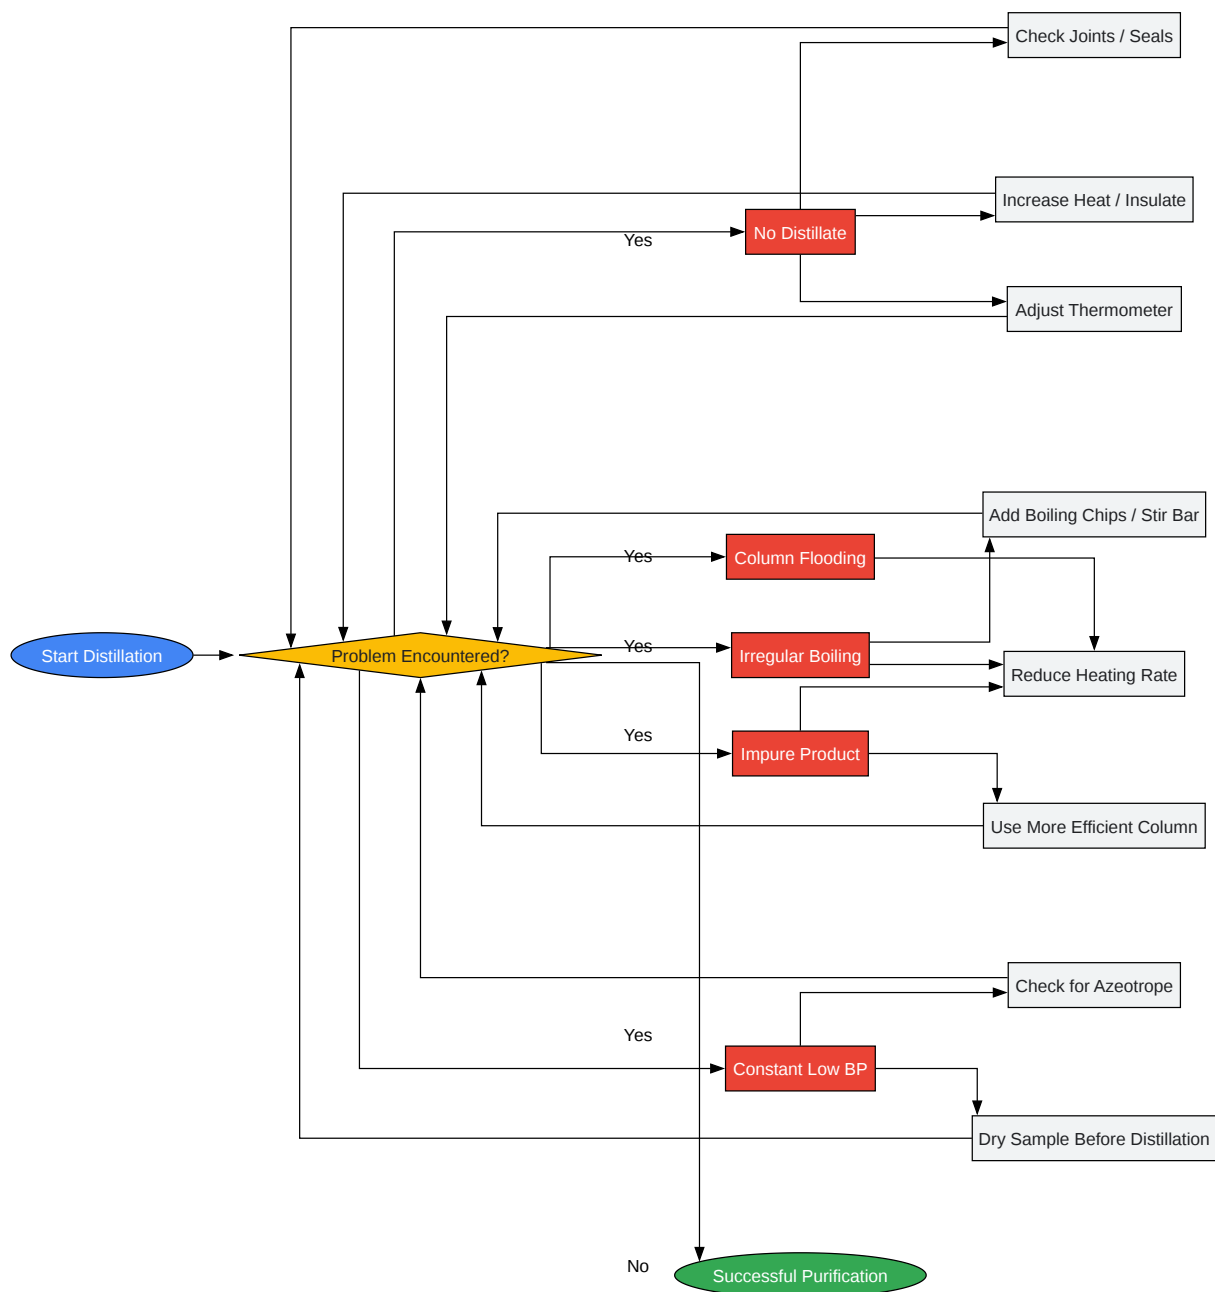 Check Joints / Seals
Increase Heat / Insulate
No Distillate
Yes
Adjust Thermometer
Add Boiling Chips / Stir Bar
Yes
Column Flooding
Yes
Start Distillation
Problem Encountered?
Irregular Boiling
Reduce Heating Rate
Yes
Impure Product
Use More Efficient Column
Check for Azeotrope
Yes
Constant Low BP
Dry Sample Before Distillation
No
Successful Purification